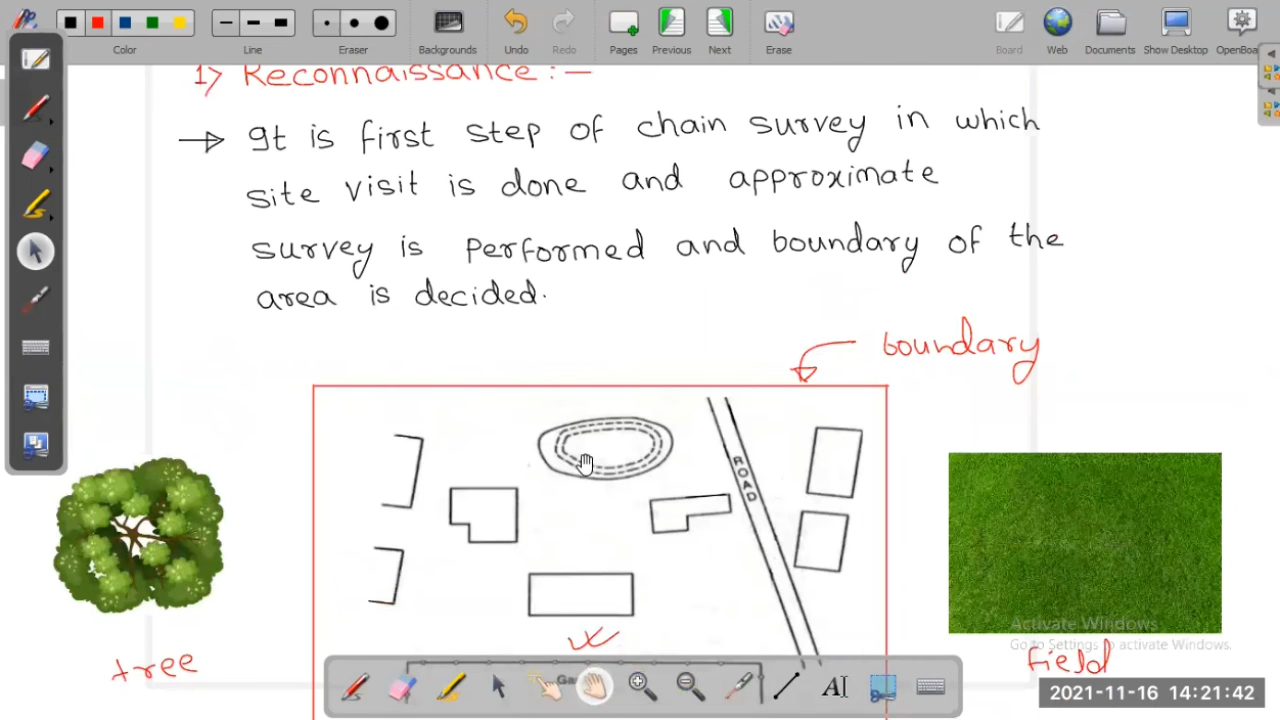 Color
Line
Eraser
Backgrounds
Undo
Redo
Pages
Previous
Next
Erase
Board
Web
Documents
Show Desktop
OpenBoa
1) Reconnaissance : —
→ It is first step of chain survey in which
site visit is done and approximate
survey is performed and boundary of the
area is decided.
boundary
ROAD
tree
field
Activate Windows
Go to Settings to activate Windows.
Ga
2021-11-16 14:21:42